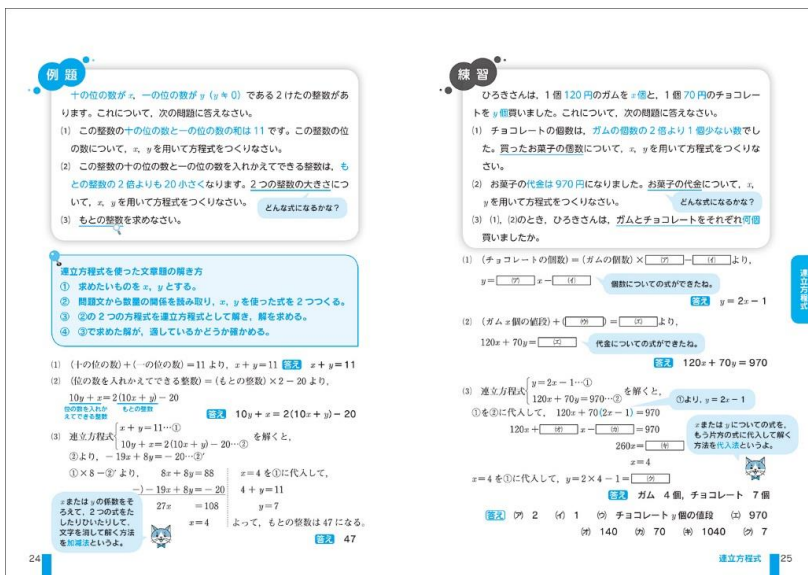 例題
十の位の数がx，一の位の数がy（y≠0）である2けたの整数があ
ります。これについて，次の問題に答えなさい。
(1) この整数の十の位の数と一の位の数の和は11です。この整数の位
の数について，x，yを用いて方程式をつくりなさい。
(2) この整数の十の位の数と一の位の数を入れかえてできる整数は，も
との整数の2倍よりも20小さくなります。2つの整数の大きさにつ
いて，x，yを用いて方程式をつくりなさい。
どんな式になるかな？
(3) もとの整数を求めなさい。
連立方程式を使った文章題の解き方
① 求めたいものをx，yとする。
② 問題文から数量の関係を読み取り，x，yを使った式を2つつくる。
③ ②の2つの方程式を連立方程式として解き，解を求める。
④ ③で求めた解が，適しているかどうか確かめる。
(1) （十の位の数）+（一の位の数）=11より，x+y=11 答え x+y=11
(2) （位の数を入れかえてできる整数）=（もとの整数）×2-20より，
10y+x=2(10x+y)-20
位の数を入れか
えてできる整数
もとの整数
答え 10y+x=2(10x+y)-20
(3) 連立方程式{x+y=11…①
10y+x=2(10x+y)-20…②
を解くと，
②より，-19x+8y=-20…②′
①×8-②′より，
8x+8y=88
-)-19x+8y=-20
27x =108
x=4
x=4を①に代入して，
4+y=11
y=7
よって，もとの整数は47になる。
答え 47
xまたはyの係数をそ
ろえて，2つの式をた
したりひいたりして，
文字を消して解く方法
を加減法というよ。
24
練習
ひろきさんは，1個120円のガムをx個と，1個70円のチョコレー
トをy個買いました。これについて，次の問題に答えなさい。
(1) チョコレートの個数は，ガムの個数の2倍より1個少ない数でし
た。買ったお菓子の個数について，x，yを用いて方程式をつくりな
さい。
(2) お菓子の代金は970円になりました。お菓子の代金について，x，
yを用いて方程式をつくりなさい。
どんな式になるかな？
(3) (1)，(2)のとき，ひろきさんは，ガムとチョコレートをそれぞれ何個
買いましたか。
(1) （チョコレートの個数）=（ガムの個数）×(ア)-(イ)より，
y=(ア)x-(イ)
個数についての式ができたね。
答え y=2x-1
(2) （ガムx個の値段）+((ウ))=(エ)より，
120x+70y=(エ)
代金についての式ができたね。
答え 120x+70y=970
(3) 連立方程式{y=2x-1…①
120x+70y=970…②
を解くと，
①より，y=2x-1
①を②に代入して，120x+70(2x-1)=970
120x+(オ)x-(カ)=970
260x=(キ)
x=4
xまたはyについての式を，
もう片方の式に代入して解く
方法を代入法というよ。
x=4を①に代入して，y=2×4-1=(ク)
答え ガム 4個，チョコレート 7個
答え (ア) 2 (イ) 1 (ウ) チョコレートy個の値段 (エ) 970
(オ) 140 (カ) 70 (キ) 1040 (ク) 7
連立方程式
連立方程式
25